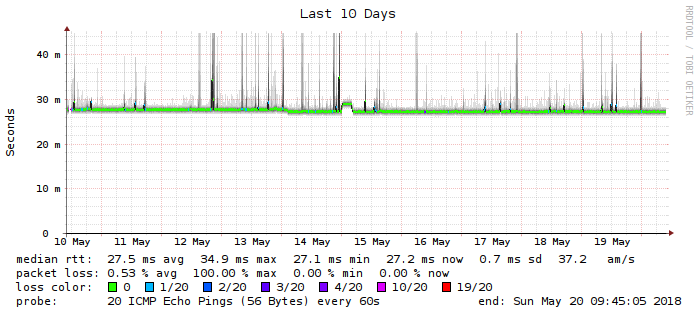 Last 10 Days
RRDTOOL / TOBI OETIKER
Seconds
40 m
30 m
20 m
10 m
0
10 May 11 May 12 May 13 May 14 May 15 May 16 May 17 May 18 May 19 May
median rtt: 27.5 ms avg 34.9 ms max 27.1 ms min 27.2 ms now 0.7 ms sd 37.2 am/s
packet loss: 0.53 % avg 100.00 % max 0.00 % min 0.00 % now
loss color: 0 1/20 2/20 3/20 4/20 10/20 19/20
probe: 20 ICMP Echo Pings (56 Bytes) every 60s end: Sun May 20 09:45:05 2018